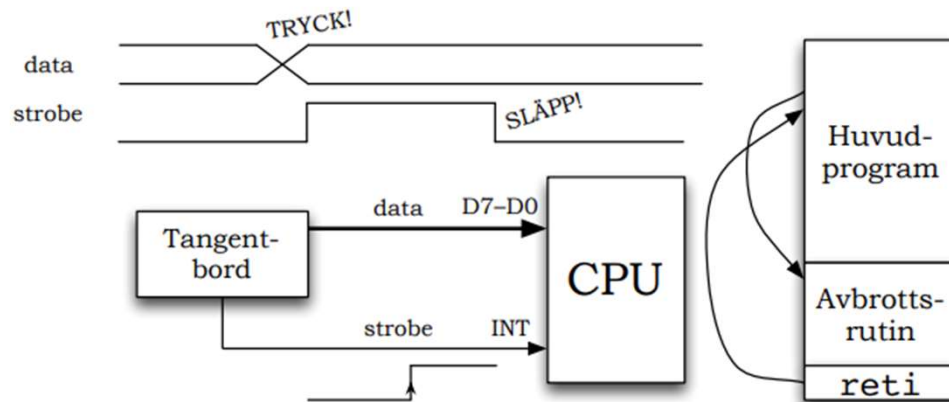 TRYCK!
data
strobe
SLÄPP!
Tangent-
bord
data
D7–D0
strobe
INT
CPU
Huvud-
program
Avbrotts-
rutin
reti